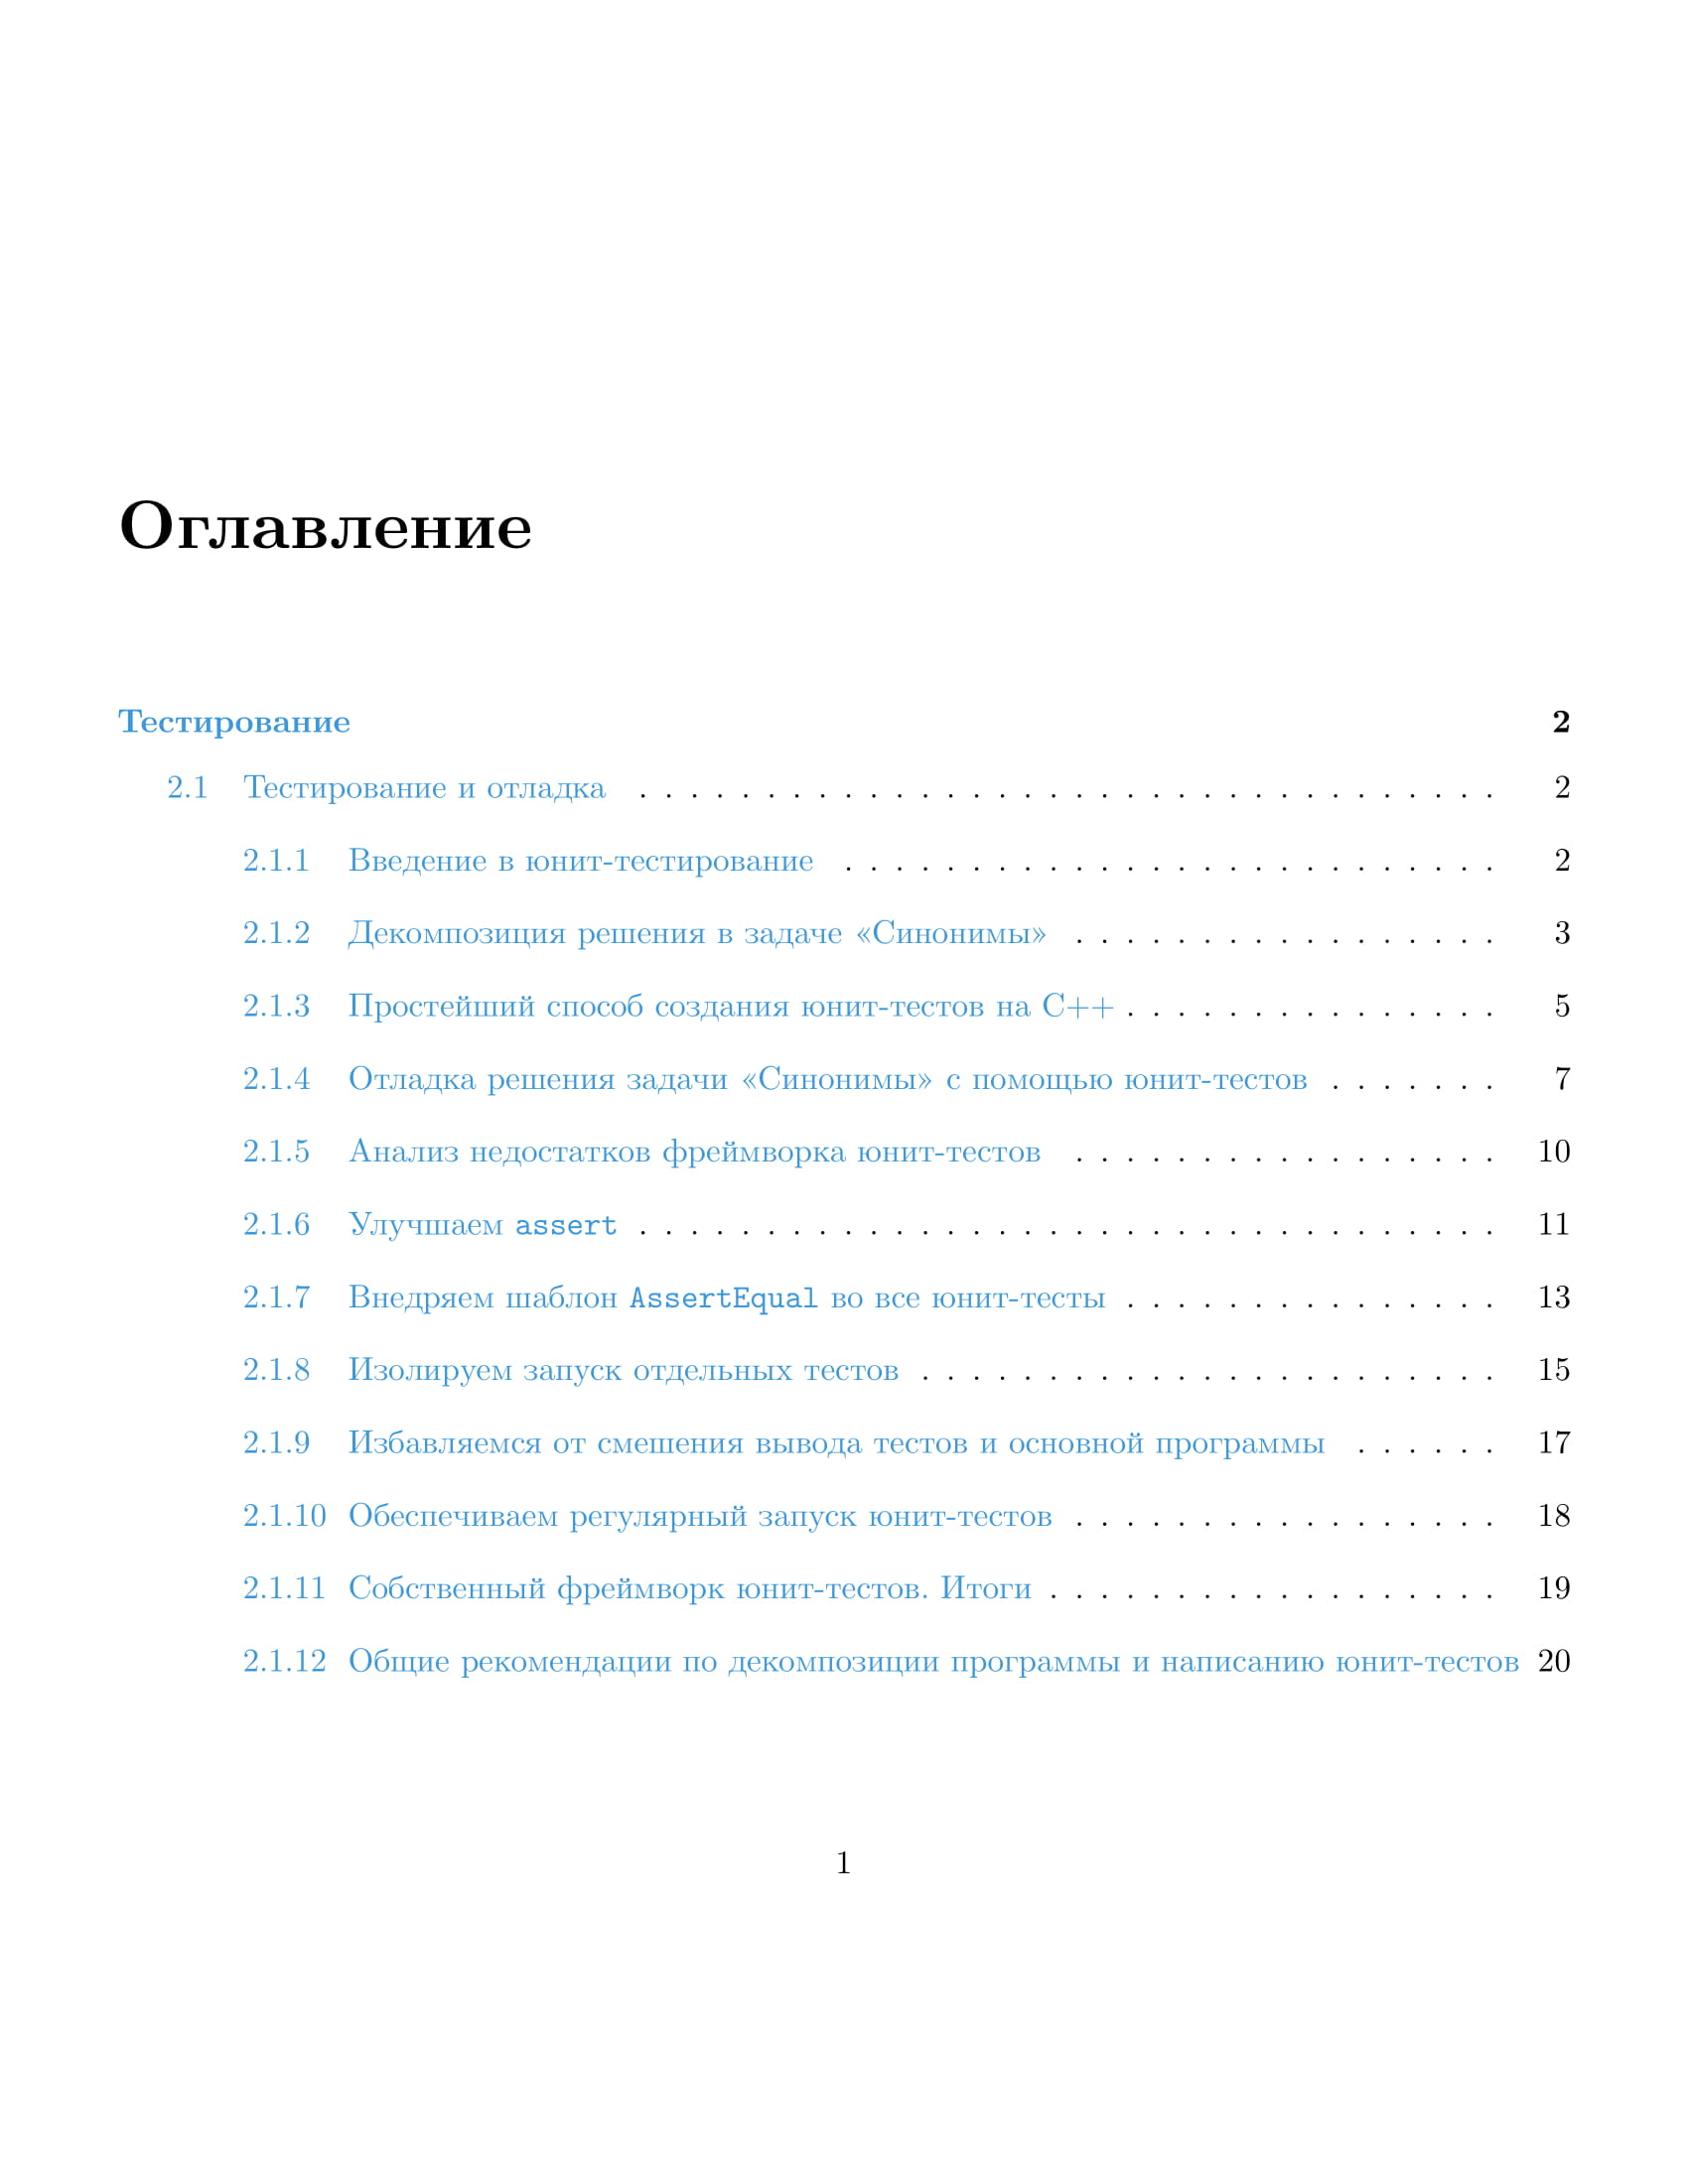 Оглавление
Тестирование 2
2.1 Тестирование и отладка . . . . . . . . . . . . . . . . . . . . . . . . . . . . . . . . . . 2
2.1.1 Введение в юнит-тестирование . . . . . . . . . . . . . . . . . . . . . . . . . . 2
2.1.2 Декомпозиция решения в задаче «Синонимы» . . . . . . . . . . . . . . . . . 3
2.1.3 Простейший способ создания юнит-тестов на C++ . . . . . . . . . . . . . . . 5
2.1.4 Отладка решения задачи «Синонимы» с помощью юнит-тестов . . . . . . . 7
2.1.5 Анализ недостатков фреймворка юнит-тестов . . . . . . . . . . . . . . . . . 10
2.1.6 Улучшаем assert . . . . . . . . . . . . . . . . . . . . . . . . . . . . . . . . . . 11
2.1.7 Внедряем шаблон AssertEqual во все юнит-тесты . . . . . . . . . . . . . . . 13
2.1.8 Изолируем запуск отдельных тестов . . . . . . . . . . . . . . . . . . . . . . . 15
2.1.9 Избавляемся от смешения вывода тестов и основной программы . . . . . . 17
2.1.10 Обеспечиваем регулярный запуск юнит-тестов . . . . . . . . . . . . . . . . . 18
2.1.11 Собственный фреймворк юнит-тестов. Итоги . . . . . . . . . . . . . . . . . . 19
2.1.12 Общие рекомендации по декомпозиции программы и написанию юнит-тестов 20
1